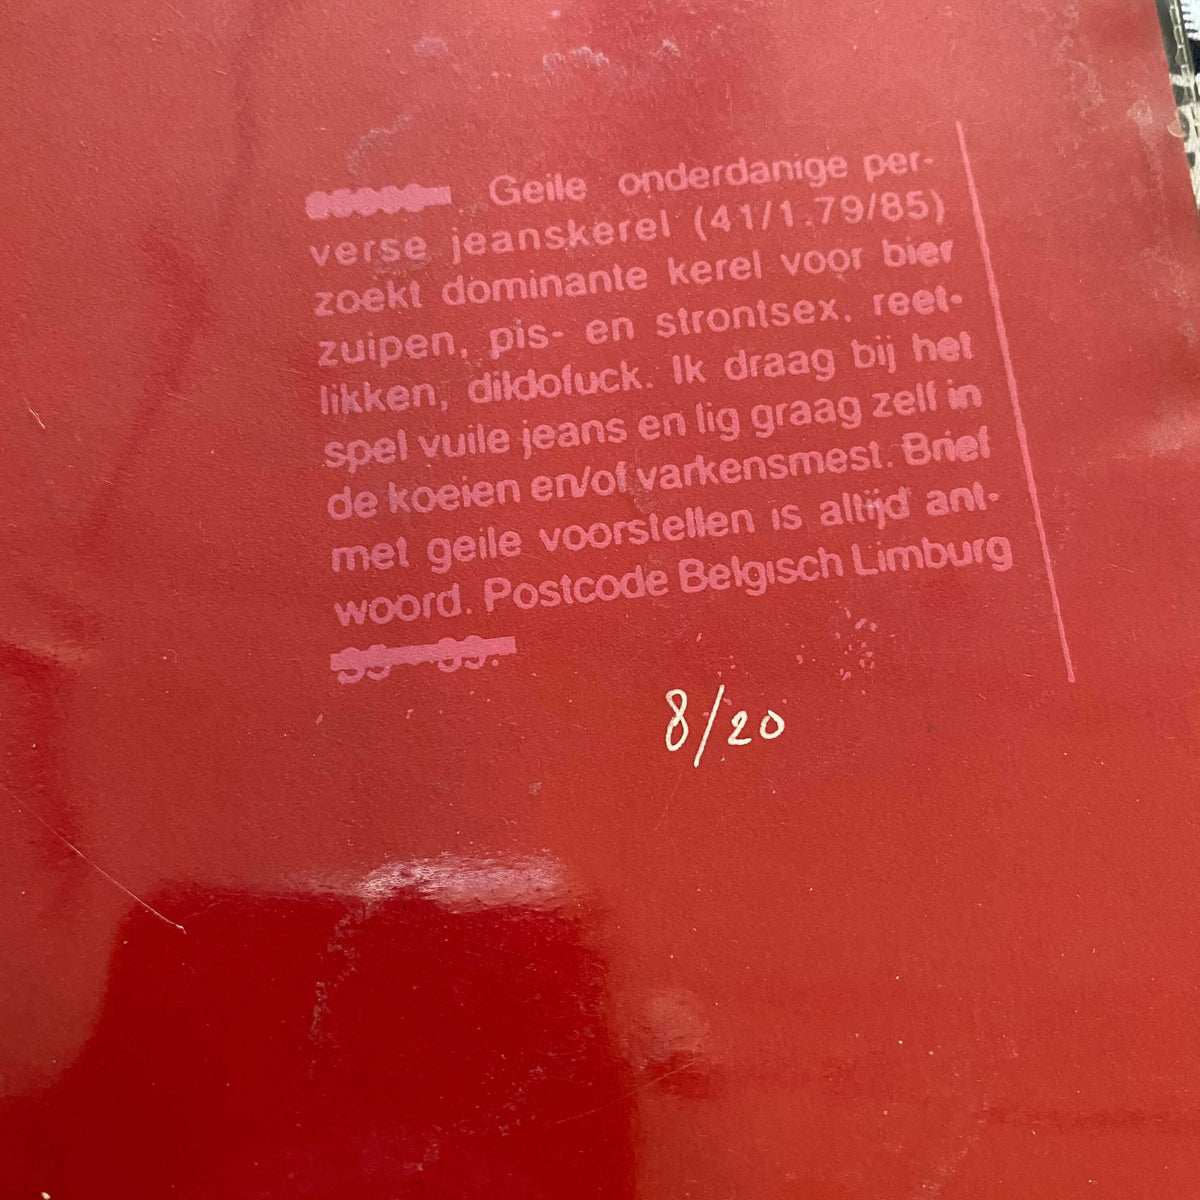 Geile onderdanige per-
verse jeanskerel (41/1.79/85)
zoekt dominante kerel voor bier
zuipen, pis- en strontsex, reet-
likken, dildofuck. Ik draag bij het
spel vuile jeans en lig graag zelf in
de koeien en/of varkensmest. Brief
met geile voorstellen is altijd ant-
woord. Postcode Belgisch Limburg
8/20